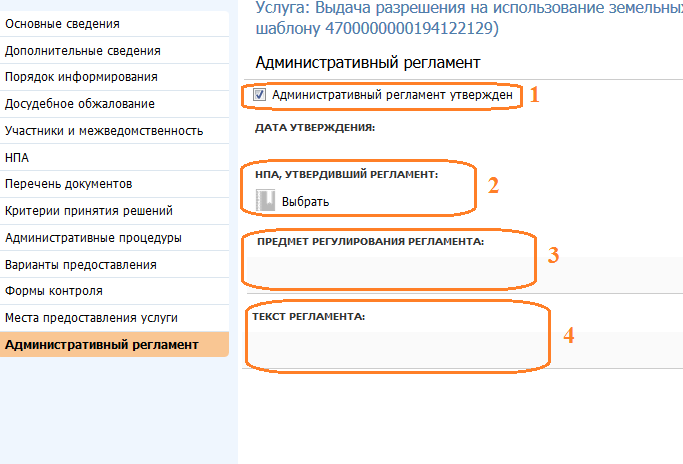 Услуга: Выдача разрешения на использование земельных
шаблону 4700000000194122129)
Основные сведения
Дополнительные сведения
Порядок информирования
Досудебное обжалование
Участники и межведомственность
НПА
Перечень документов
Критерии принятия решений
Административные процедуры
Варианты предоставления
Формы контроля
Места предоставления услуги
Административный регламент
Административный регламент
Административный регламент утвержден 1
ДАТА УТВЕРЖДЕНИЯ:
НПА, УТВЕРДИВШИЙ РЕГЛАМЕНТ: 2
Выбрать
ПРЕДМЕТ РЕГУЛИРОВАНИЯ РЕГЛАМЕНТА: 3
ТЕКСТ РЕГЛАМЕНТА: 4